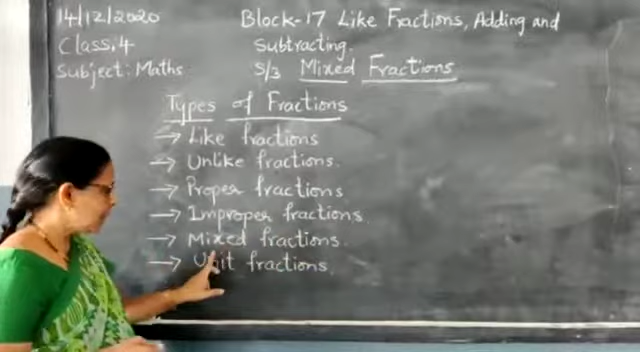 14/12/2020 Block-17 Like Fractions, Adding and
Class:4 Subtracting.
Subject: Maths S/3 Mixed Fractions
Types of Fractions
→ Like fractions
→ Unlike fractions.
→ Proper fractions
→ Improper fractions.
→ Mixed fractions.
→ Unit fractions.